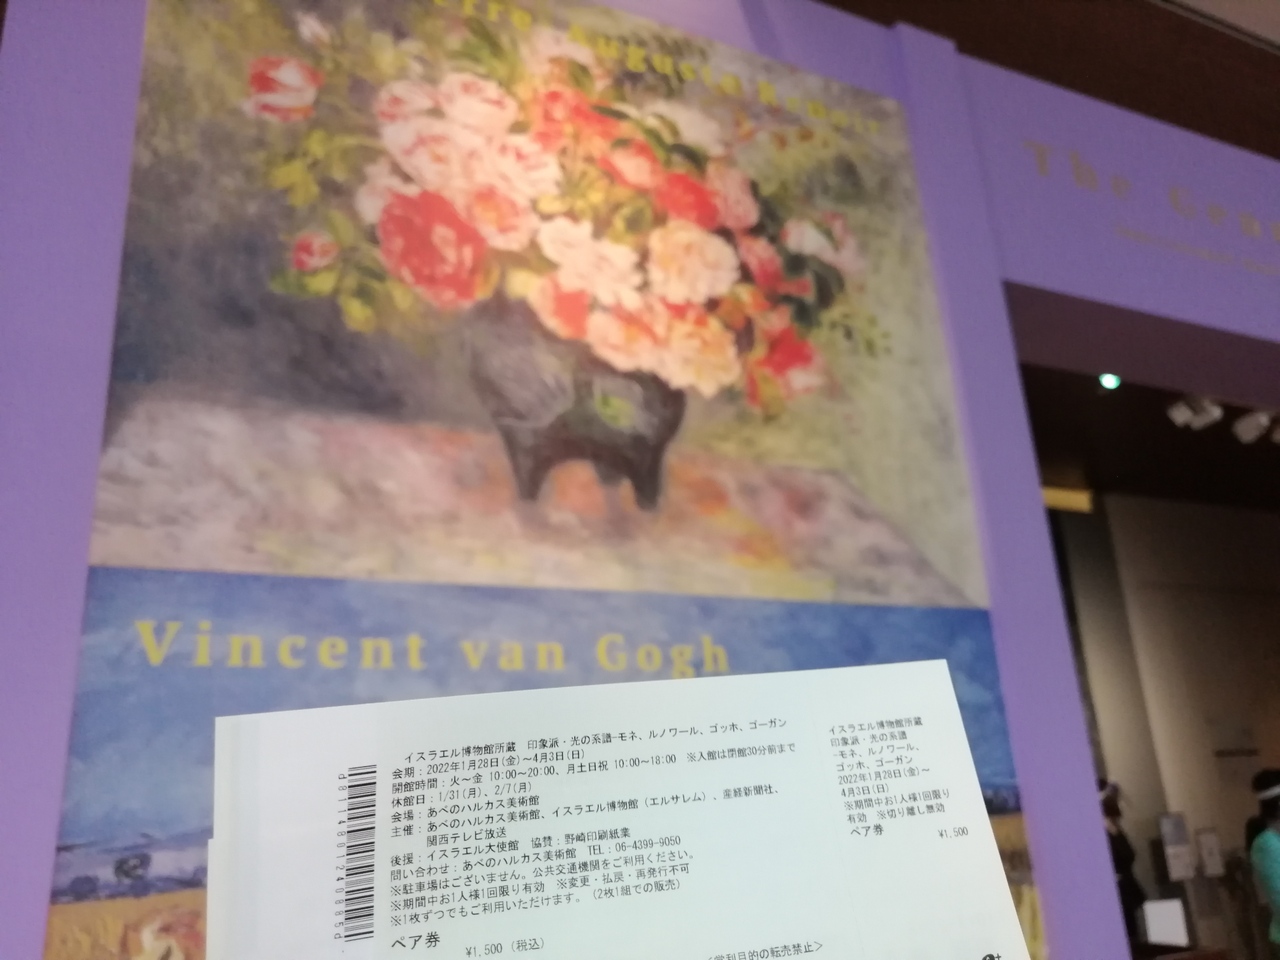 Vincent van Gogh
イスラエル博物館所蔵 印象派・光の系譜-モネ、ルノワール、ゴッホ、ゴーガン
会期：2022年1月28日(金)～4月3日(日)
開館時間：火～金 10:00～20:00、月土日祝 10:00～18:00 ※入館は閉館30分前まで
休館日：1/31(月)、2/7(月)
会場：あべのハルカス美術館
主催：あべのハルカス美術館、イスラエル博物館（エルサレム）、産経新聞社、
関西テレビ放送
後援：イスラエル大使館 協賛：野崎印刷紙業
問い合わせ：あべのハルカス美術館 TEL：06-4399-9050
※駐車場はございません。公共交通機関をご利用ください。
※期間中お1人様1回限り有効 ※変更・払戻・再発行不可
※1枚ずつでもご利用いただけます。（2枚1組での販売）
ペア券 ¥1,500（税込）
営利目的の転売禁止＞
イスラエル博物館所蔵
印象派・光の系譜
-モネ、ルノワール、
ゴッホ、ゴーガン
2022年1月28日(金)～
4月3日(日)
※期間中お1人様1回限り
有効 ※切り離し無効
ペア券 ¥1,500